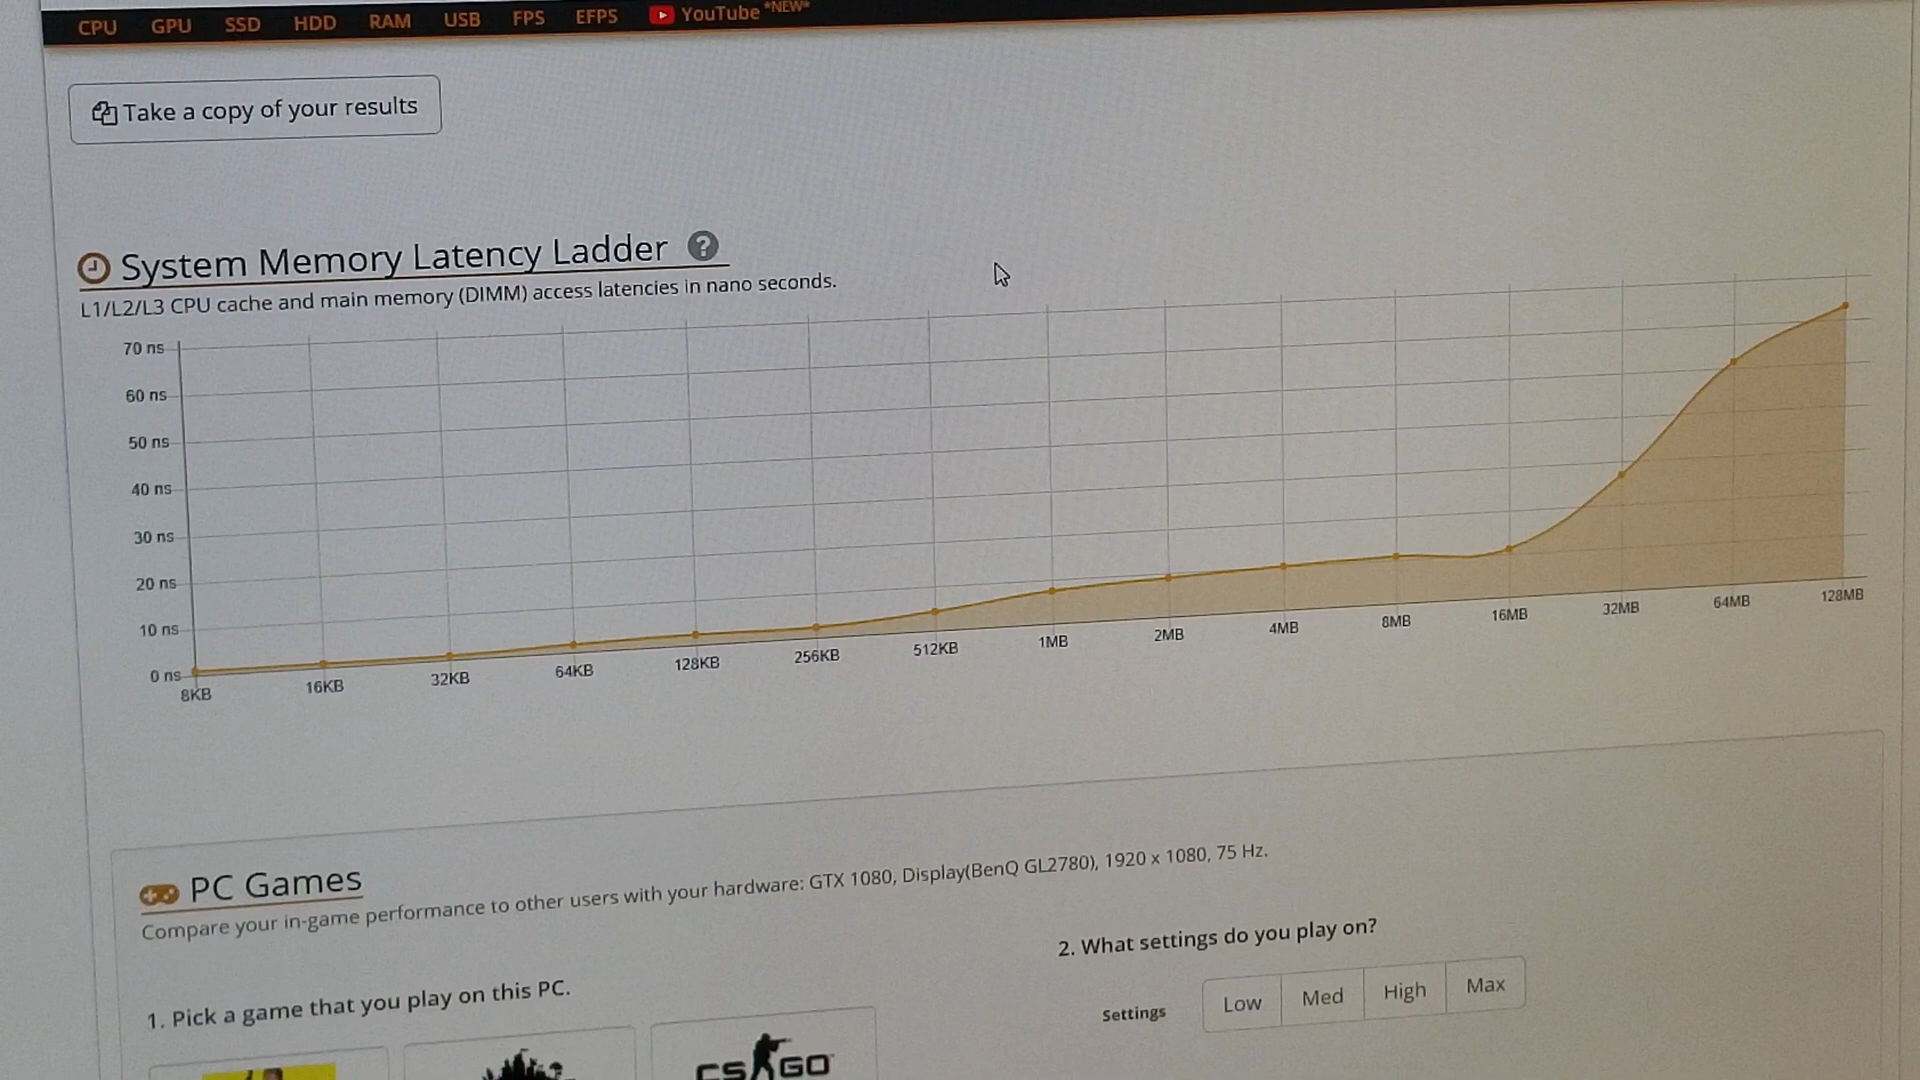 CPU GPU SSD HDD RAM USB FPS EFPS YouTube *NEW*
Take a copy of your results
System Memory Latency Ladder ?
L1/L2/L3 CPU cache and main memory (DIMM) access latencies in nano seconds.
70 ns
60 ns
50 ns
40 ns
30 ns
20 ns
10 ns
0 ns
8KB 16KB 32KB 64KB 128KB 256KB 512KB 1MB 2MB 4MB 8MB 16MB 32MB 64MB 128MB
PC Games
Compare your in-game performance to other users with your hardware: GTX 1080, Display(BenQ GL2780), 1920 x 1080, 75 Hz.
1. Pick a game that you play on this PC.
2. What settings do you play on?
Settings Low Med High Max
CS GO